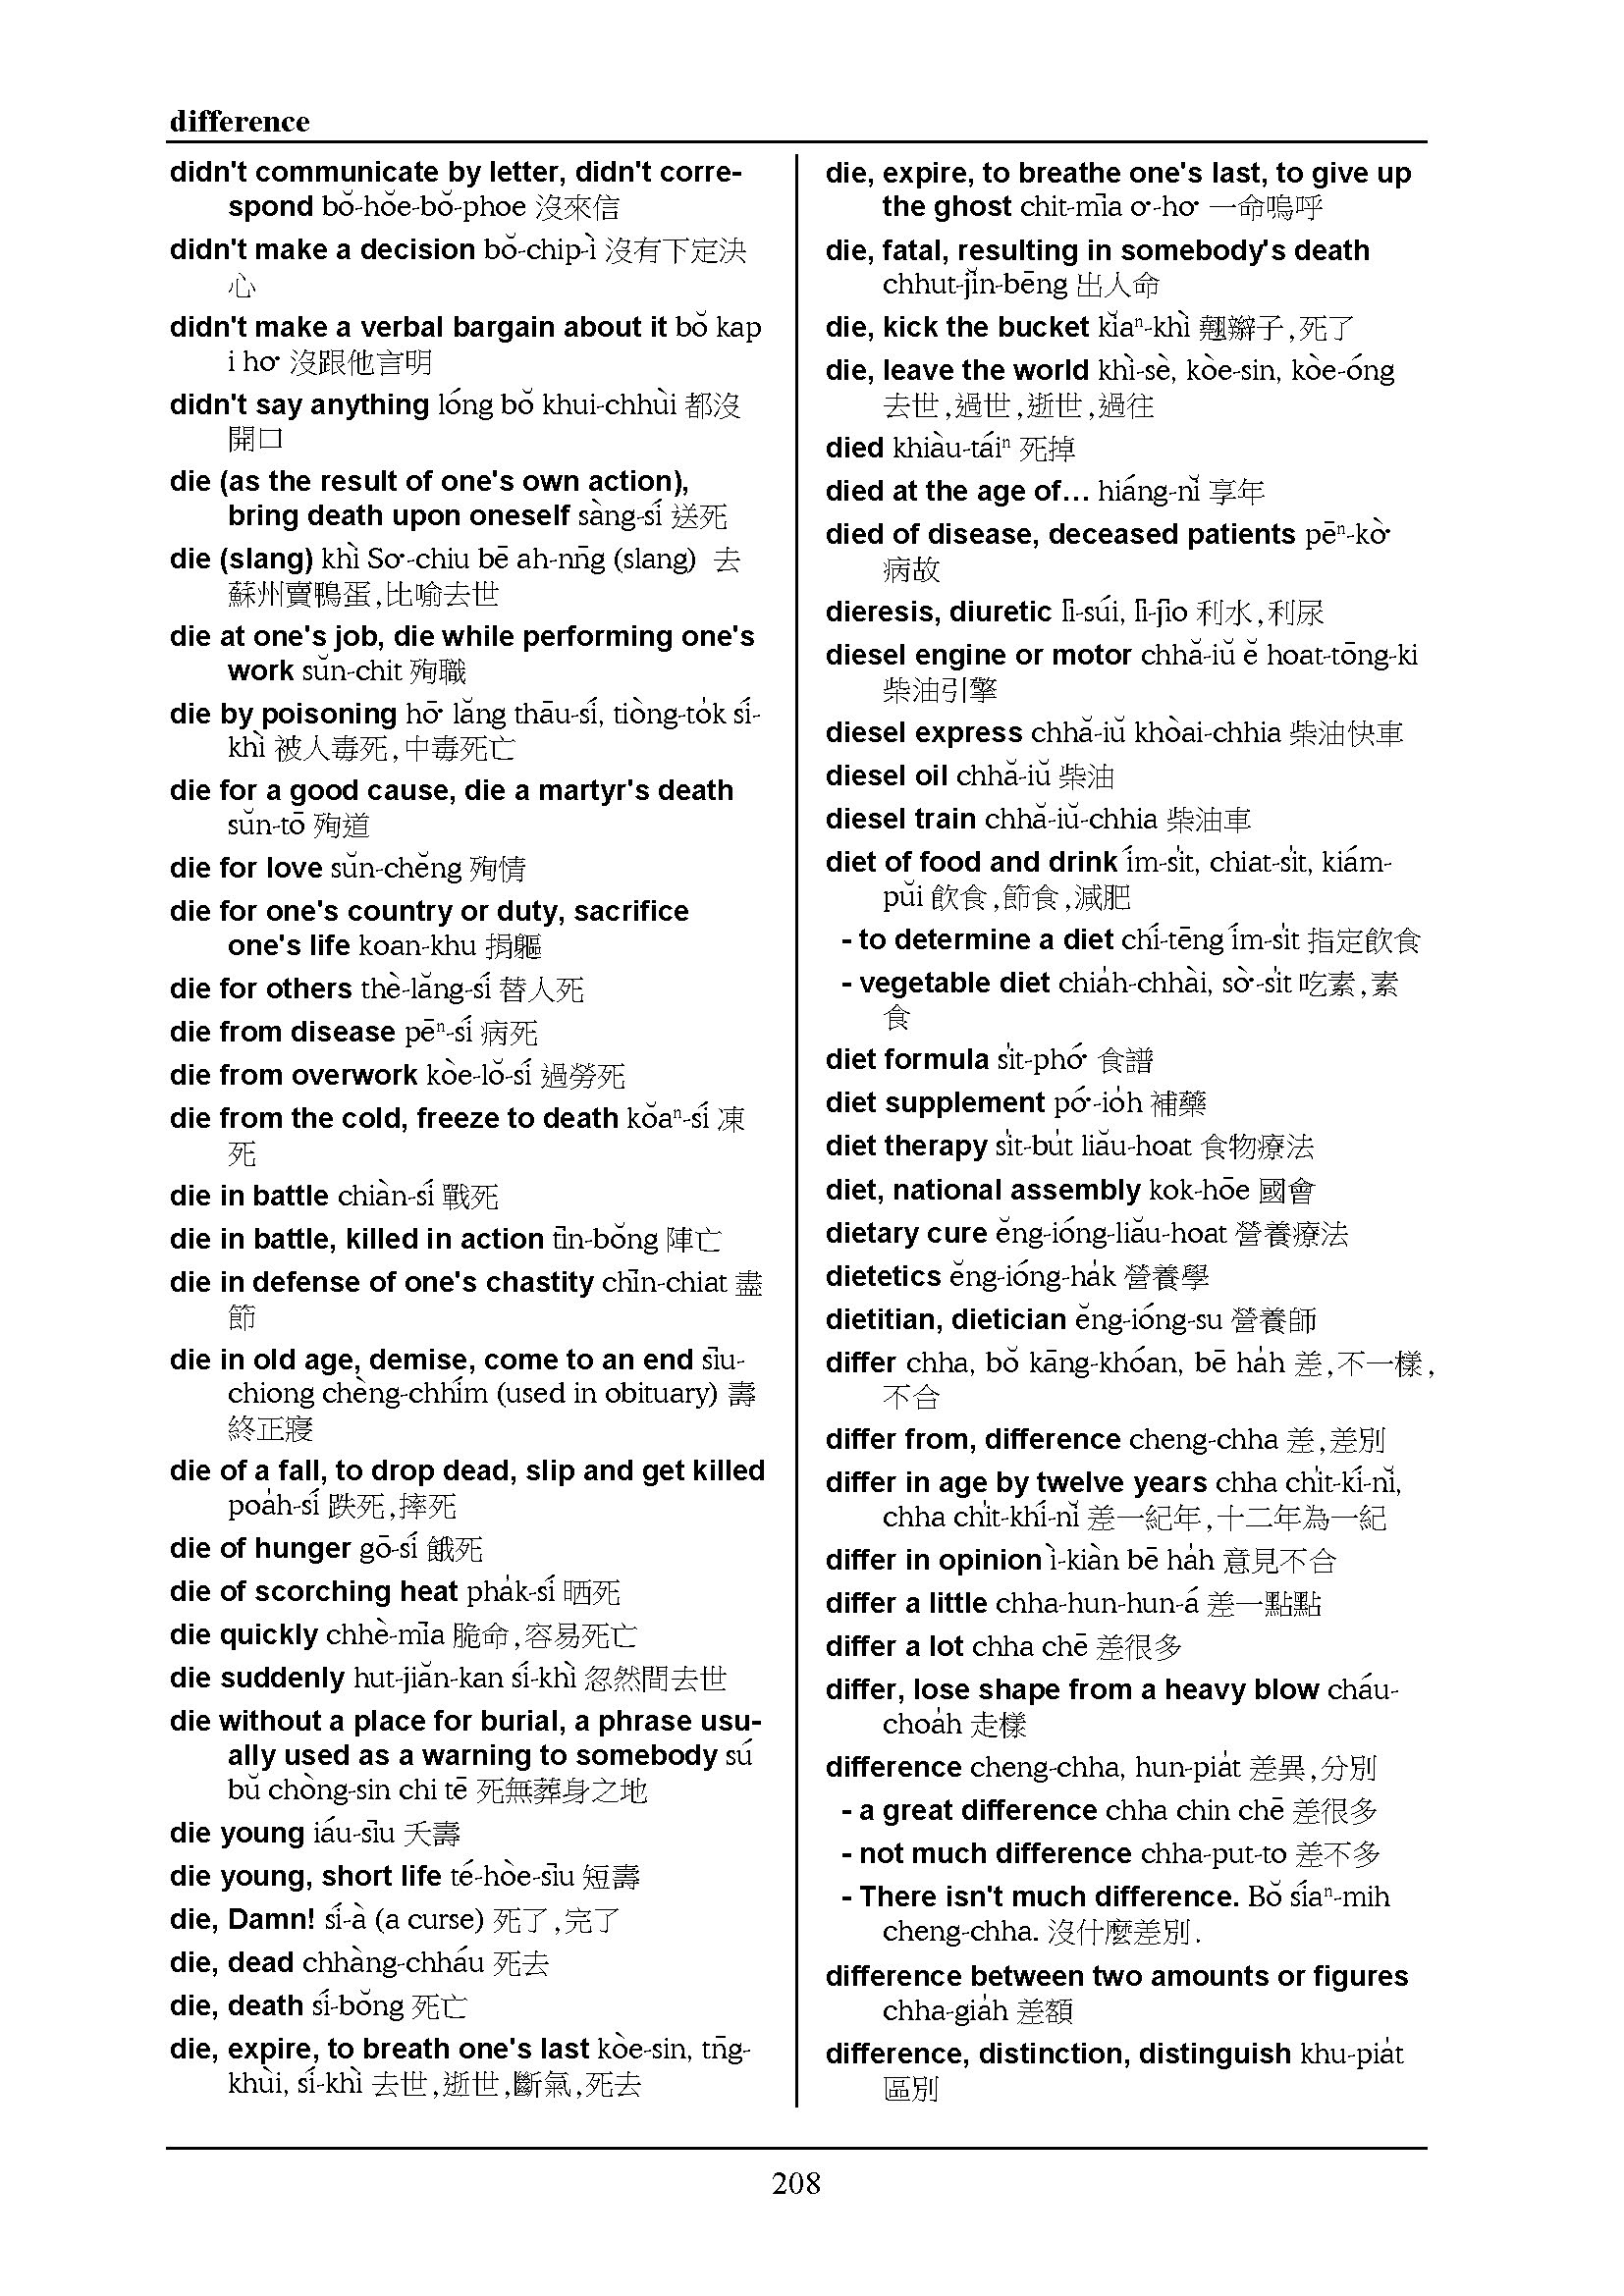 difference
didn't communicate by letter, didn't corre-
spond bŏ-hŏe-bŏ-phoe 沒來信
didn't make a decision bŏ-chip-ì 沒有下定決
心
didn't make a verbal bargain about it bŏ kap
i ho͘ 沒跟他言明
didn't say anything lóng bŏ khui-chhùi 都沒
開口
die (as the result of one's own action),
bring death upon oneself sàng-sí 送死
die (slang) khì So͘-chiu bē ah-nn̄g (slang) 去
蘇州賣鴨蛋,比喻去世
die at one's job, die while performing one's
work sŭn-chit 殉職
die by poisoning hō͘ lăng thāu-sí, tiòng-to̍k sí-
khì 被人毒死,中毒死亡
die for a good cause, die a martyr's death
sŭn-tō 殉道
die for love sŭn-chĕng 殉情
die for one's country or duty, sacrifice
one's life koan-khu 捐軀
die for others thè-lăng-sí 替人死
die from disease pēⁿ-sí 病死
die from overwork kòe-lŏ-sí 過勞死
die from the cold, freeze to death kŏaⁿ-sí 凍
死
die in battle chiàn-sí 戰死
die in battle, killed in action tīn-bŏng 陣亡
die in defense of one's chastity chīn-chiat 盡
節
die in old age, demise, come to an end sīu-
chiong chèng-chhím (used in obituary) 壽
終正寢
die of a fall, to drop dead, slip and get killed
poa̍h-sí 跌死,摔死
die of hunger gō-sí 餓死
die of scorching heat pha̍k-sí 晒死
die quickly chhè-mīa 脆命,容易死亡
die suddenly hut-jiăn-kan sí-khì 忽然間去世
die without a place for burial, a phrase usu-
ally used as a warning to somebody sú
bŭ chòng-sin chi tē 死無葬身之地
die young iáu-sīu 夭壽
die young, short life té-hòe-sīu 短壽
die, Damn! sí-à (a curse) 死了,完了
die, dead chhàng-chháu 死去
die, death sí-bŏng 死亡
die, expire, to breath one's last kòe-sin, tn̄g-
khùi, sí-khì 去世,逝世,斷氣,死去
die, expire, to breathe one's last, to give up
the ghost chit-mīa o͘-ho͘ 一命嗚呼
die, fatal, resulting in somebody's death
chhut-jĭn-bēng 出人命
die, kick the bucket kĭaⁿ-khì 翹辮子,死了
die, leave the world khì-sè, kòe-sin, kòe-óng
去世,過世,逝世,過往
died khiàu-táiⁿ 死掉
died at the age of… hiáng-nĭ 享年
died of disease, deceased patients pēⁿ-kò͘
病故
dieresis, diuretic lī-súi, lī-jīo 利水,利尿
diesel engine or motor chhă-iŭ ĕ hoat-tōng-ki
柴油引擎
diesel express chhă-iŭ khòai-chhia 柴油快車
diesel oil chhă-iŭ 柴油
diesel train chhă-iŭ-chhia 柴油車
diet of food and drink ím-si̍t, chiat-si̍t, kiám-
pŭi 飲食,節食,減肥
- to determine a diet chí-tēng ím-si̍t 指定飲食
- vegetable diet chia̍h-chhài, sò͘-si̍t 吃素,素
食
diet formula si̍t-phó͘ 食譜
diet supplement pó͘-io̍h 補藥
diet therapy si̍t-bu̍t liău-hoat 食物療法
diet, national assembly kok-hōe 國會
dietary cure ĕng-ióng-liău-hoat 營養療法
dietetics ĕng-ióng-ha̍k 營養學
dietitian, dietician ĕng-ióng-su 營養師
differ chha, bŏ kāng-khóan, bē ha̍h 差,不一樣,
不合
differ from, difference cheng-chha 差,差別
differ in age by twelve years chha chi̍t-kí-nĭ,
chha chi̍t-khí-nĭ 差一紀年,十二年為一紀
differ in opinion ì-kiàn bē ha̍h 意見不合
differ a little chha-hun-hun-á 差一點點
differ a lot chha chē 差很多
differ, lose shape from a heavy blow cháu-
choa̍h 走樣
difference cheng-chha, hun-pia̍t 差異,分別
- a great difference chha chin chē 差很多
- not much difference chha-put-to 差不多
- There isn't much difference. Bŏ síaⁿ-mih
cheng-chha. 沒什麼差別.
difference between two amounts or figures
chha-gia̍h 差額
difference, distinction, distinguish khu-pia̍t
區別
208